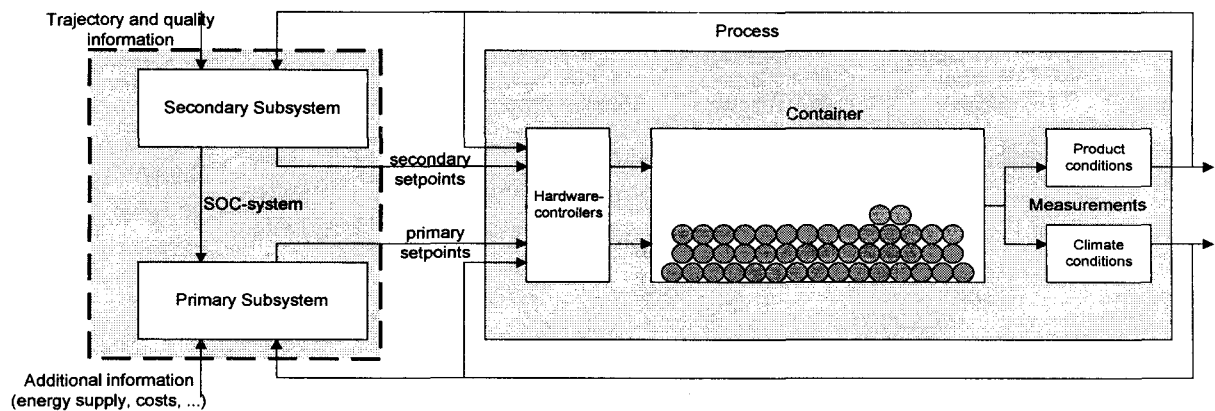 Trajectory and quality
information
Process
Secondary Subsystem
Container
secondary
setpoints
Hardware-
controllers
Product
conditions
SOC-system
Measurements
primary
setpoints
Climate
conditions
Primary Subsystem
Additional information
(energy supply, costs, ...)